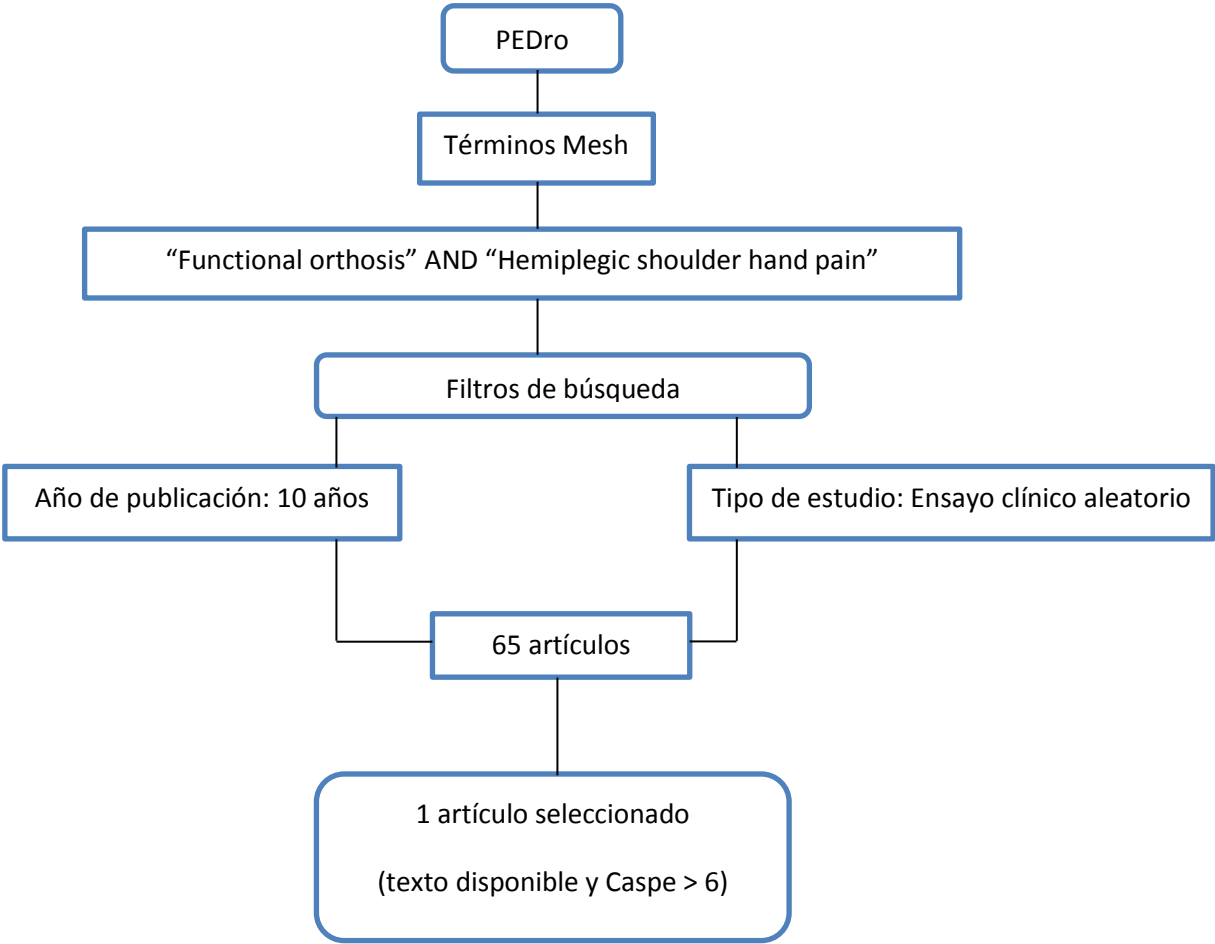 PEDro
Términos Mesh
“Functional orthosis” AND “Hemiplegic shoulder hand pain”
Filtros de búsqueda
Año de publicación: 10 años
Tipo de estudio: Ensayo clínico aleatorio
65 artículos
1 artículo seleccionado
(texto disponible y Caspe > 6)